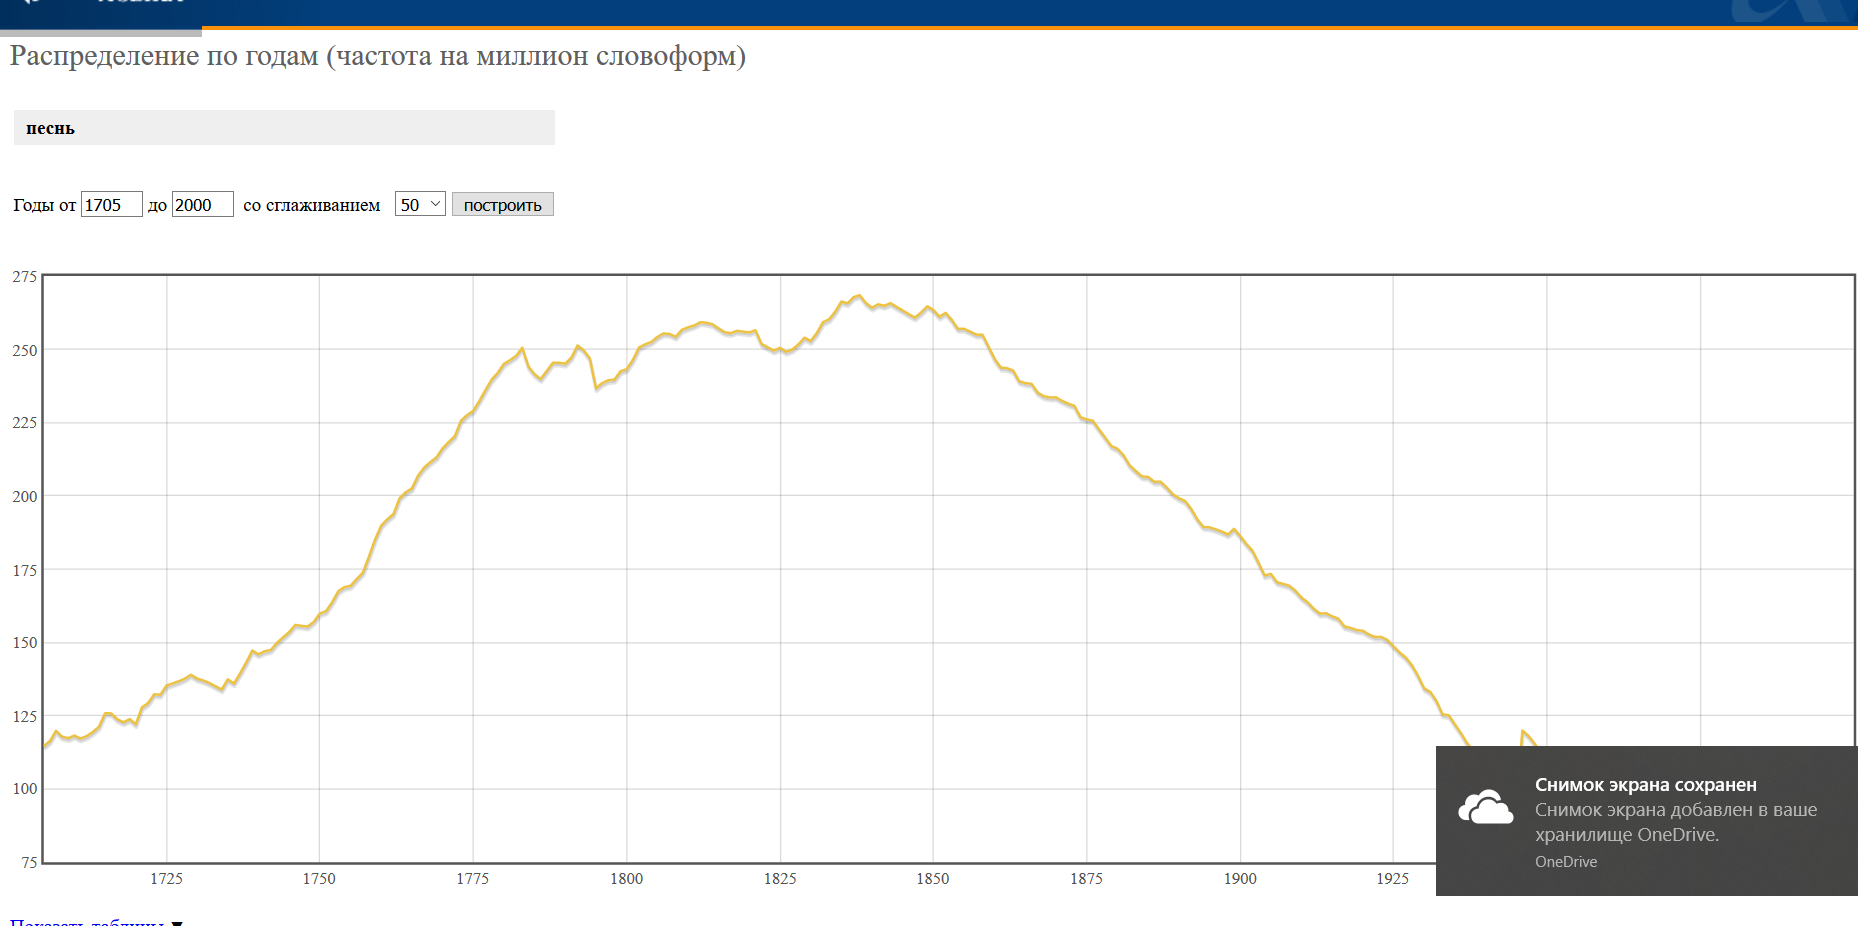 Распределение по годам (частота на миллион словоформ)
песнь
Годы от 1705 до 2000 со сглаживанием 50 построить
275
250
225
200
175
150
125
100
75
1725 1750 1775 1800 1825 1850 1875 1900 1925
Снимок экрана сохранен
Снимок экрана добавлен в ваше
хранилище OneDrive.
OneDrive
Показать таблицы ▼